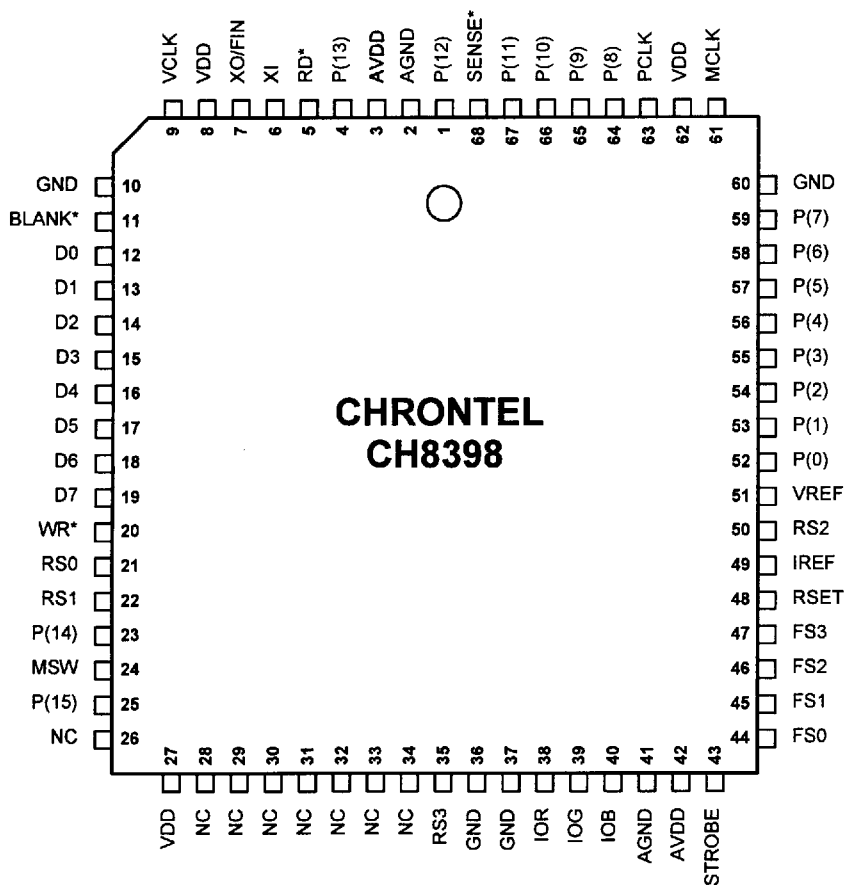 VCLK VDD XO/FIN XI RD* P(13) AVDD AGND P(12) SENSE* P(11) P(10) P(9) P(8) PCLK VDD MCLK
9 8 7 6 5 4 3 2 1 68 67 66 65 64 63 62 61
GND 10 60 GND
BLANK* 11 59 P(7)
D0 12 58 P(6)
D1 13 57 P(5)
D2 14 56 P(4)
D3 15 55 P(3)
D4 16 54 P(2)
CHRONTEL
D5 17 53 P(1)
CH8398
D6 18 52 P(0)
D7 19 51 VREF
WR* 20 50 RS2
RS0 21 49 IREF
RS1 22 48 RSET
P(14) 23 47 FS3
MSW 24 46 FS2
P(15) 25 45 FS1
NC 26 44 FS0
27 28 29 30 31 32 33 34 35 36 37 38 39 40 41 42 43
VDD NC NC NC NC NC NC NC RS3 GND GND IOR IOG IOB AGND AVDD STROBE